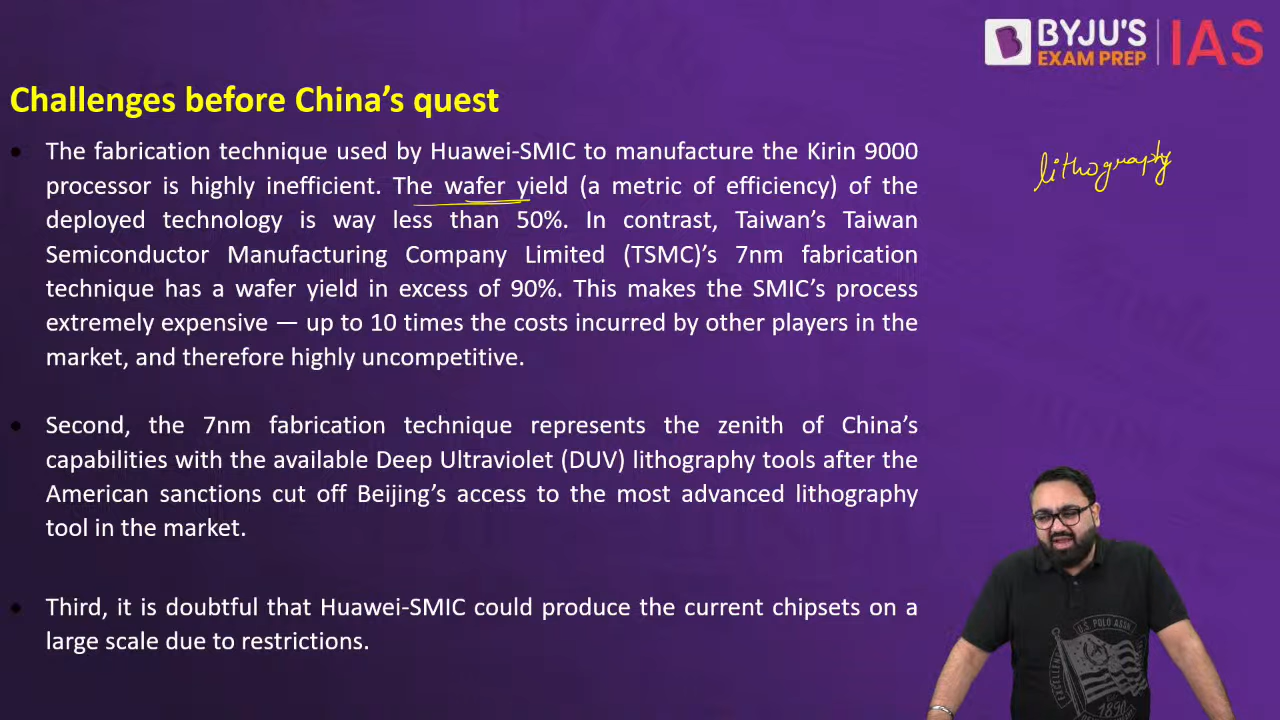 BYJU'S
EXAM PREP
IAS
Challenges before China's quest
lithography
• The fabrication technique used by Huawei-SMIC to manufacture the Kirin 9000
processor is highly inefficient. The wafer yield (a metric of efficiency) of the
deployed technology is way less than 50%. In contrast, Taiwan's Taiwan
Semiconductor Manufacturing Company Limited (TSMC)'s 7nm fabrication
technique has a wafer yield in excess of 90%. This makes the SMIC's process
extremely expensive — up to 10 times the costs incurred by other players in the
market, and therefore highly uncompetitive.
• Second, the 7nm fabrication technique represents the zenith of China's
capabilities with the available Deep Ultraviolet (DUV) lithography tools after the
American sanctions cut off Beijing's access to the most advanced lithography
tool in the market.
• Third, it is doubtful that Huawei-SMIC could produce the current chipsets on a
large scale due to restrictions.
U.S. POLO ASSN.
1890